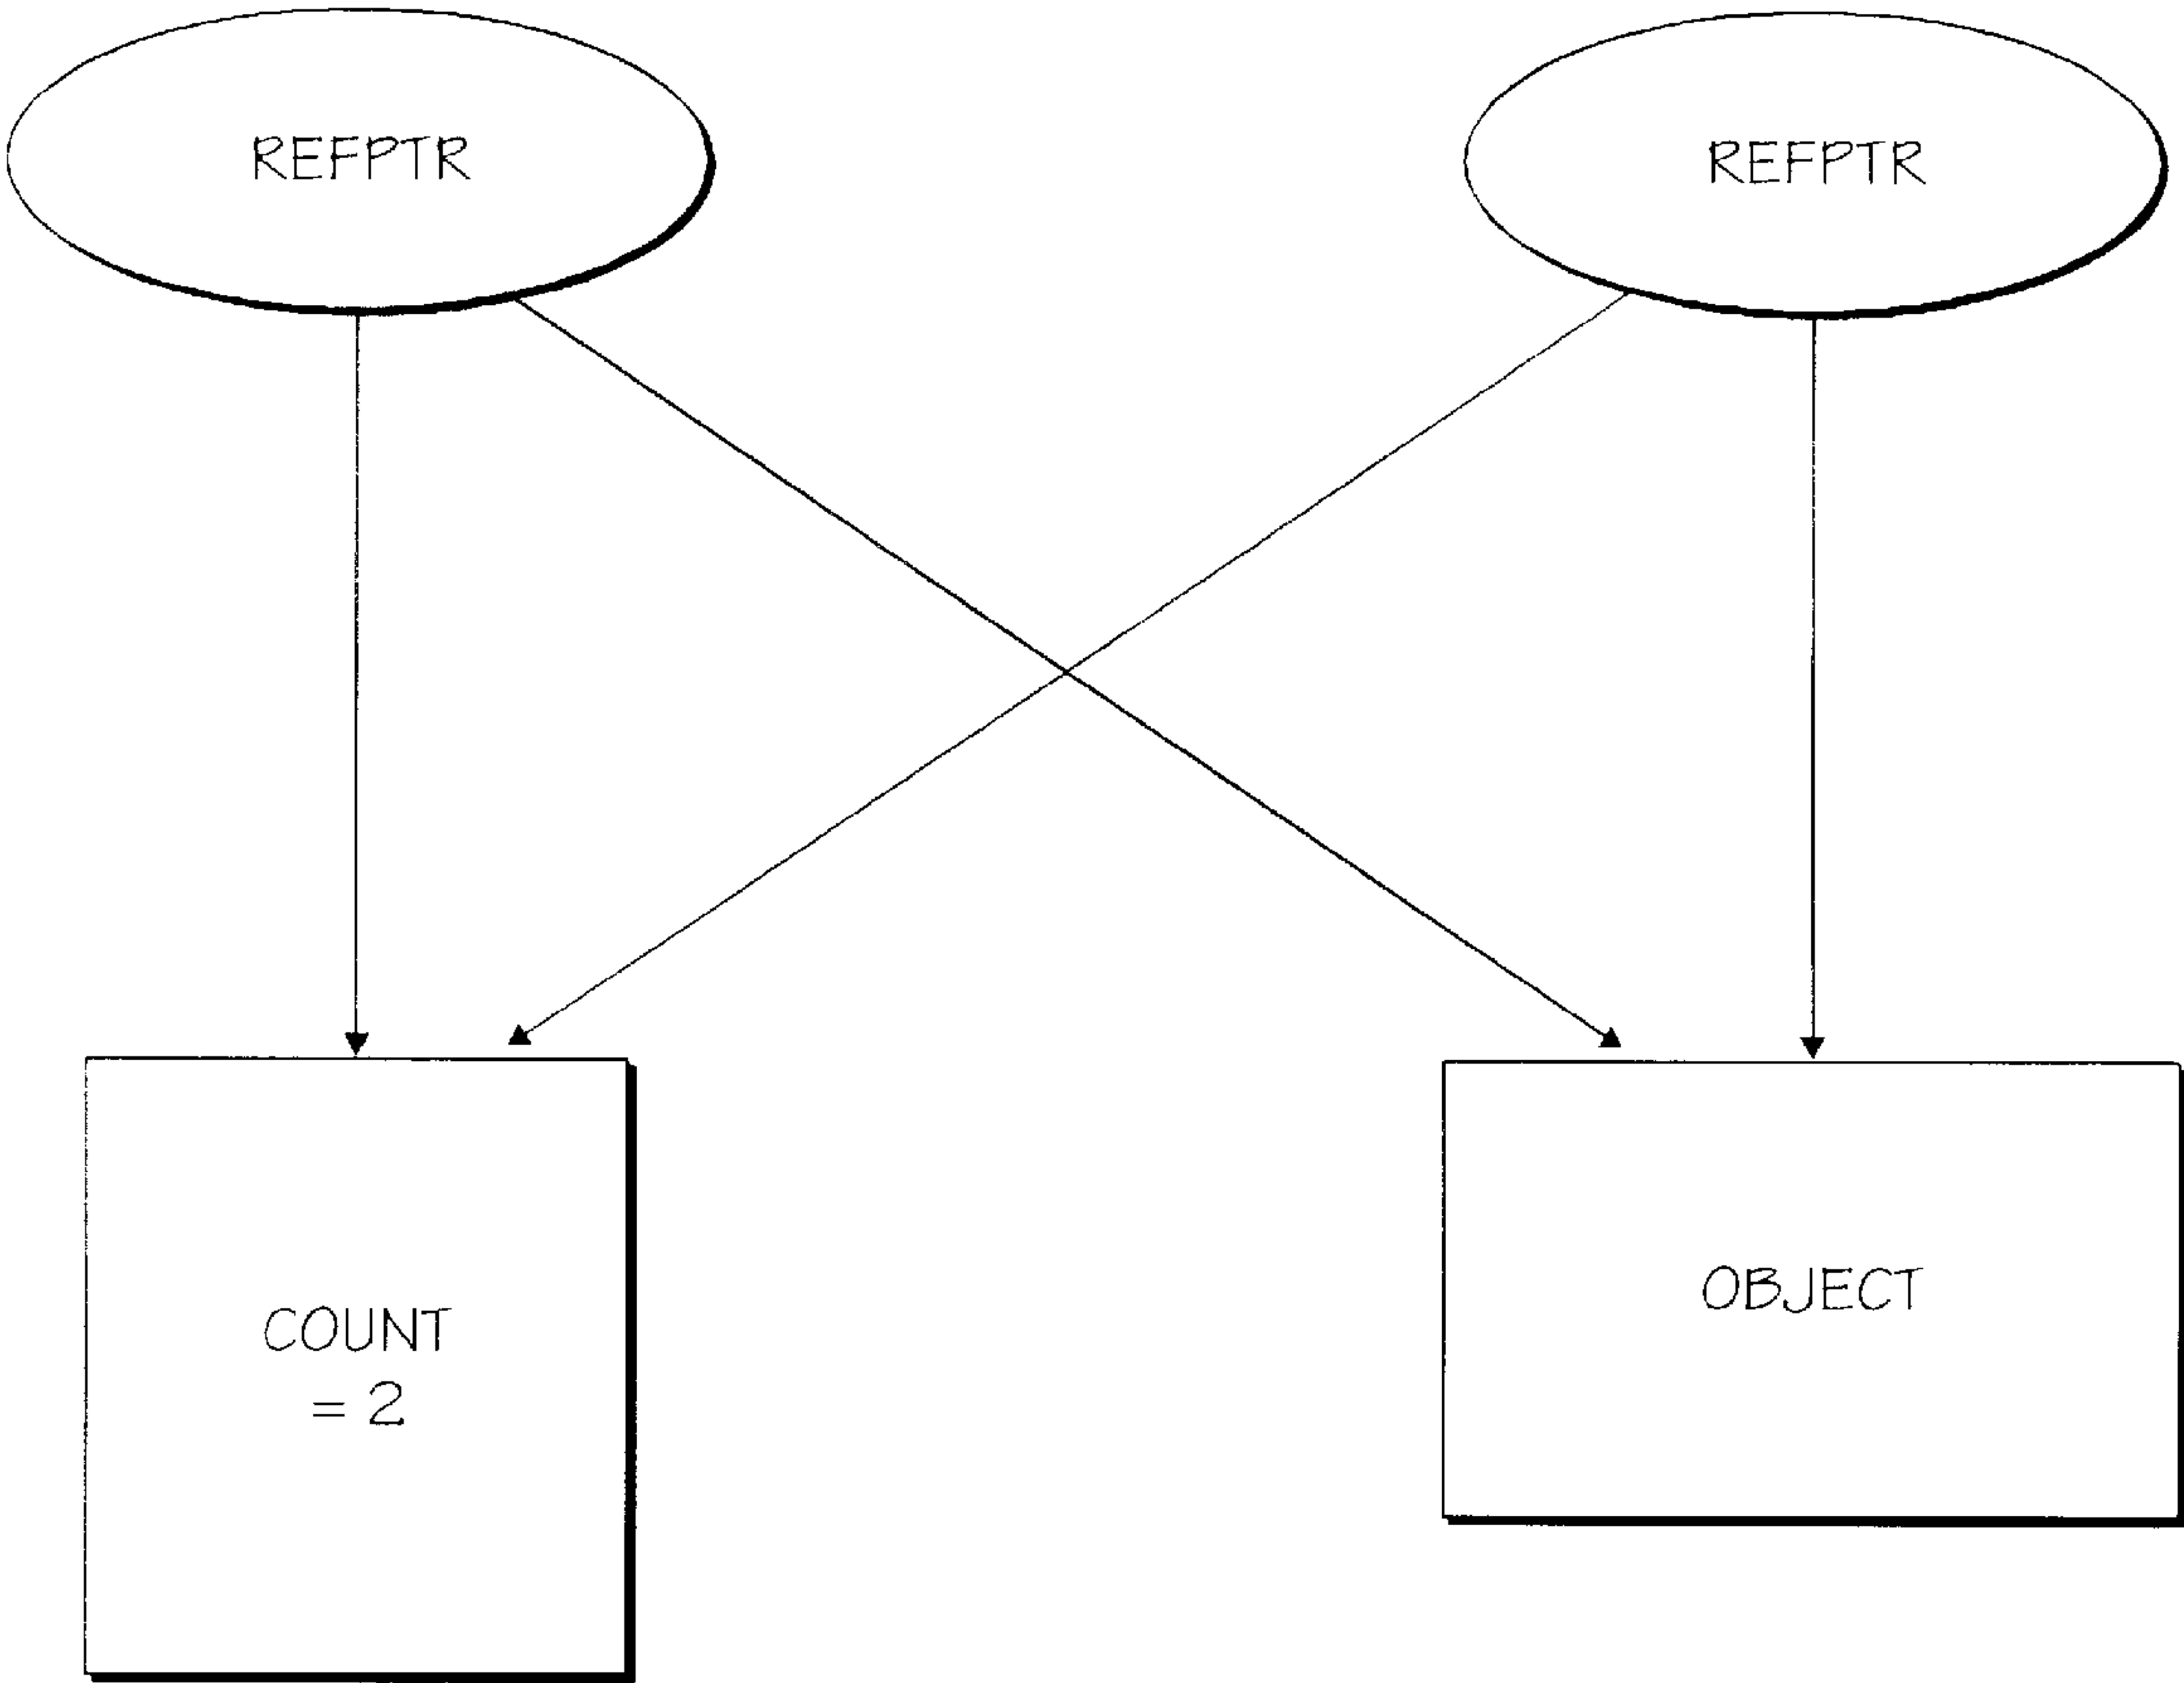 REFPTR
REFPTR
COUNT
= 2
OBJECT